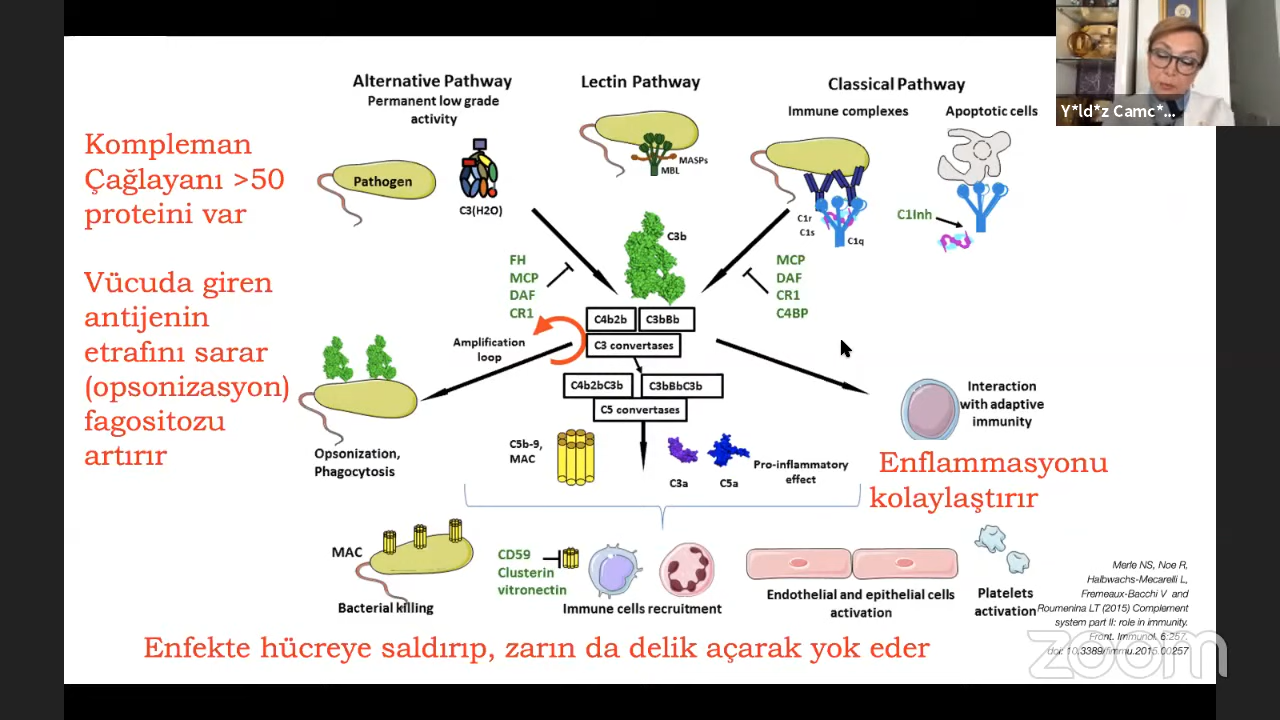 Alternative Pathway
Permanent low grade
activity
Lectin Pathway
Classical Pathway
Immune complexes
Apoptotic cells
Y*ld*z Camc*...
Kompleman
Çağlayanı >50
proteini var
Pathogen
C3(H2O)
MASPs
MBL
C1r
C1s
C1q
C1Inh
C3b
FH
MCP
DAF
CR1
MCP
DAF
CR1
C4BP
Vücuda giren
antijenin
etrafını sarar
(opsonizasyon)
fagositozu
artırır
C4b2b
C3bBb
C3 convertases
Amplification
loop
C4b2bC3b
C3bBbC3b
C5 convertases
Interaction
with adaptive
immunity
Opsonization,
Phagocytosis
C5b-9,
MAC
C3a
C5a
Pro-inflammatory
effect
Enflammasyonu
kolaylaştırır
MAC
Bacterial killing
CD59
Clusterin
vitronectin
Immune cells recruitment
Endothelial and epithelial cells
activation
Platelets
activation
Merle NS, Noe R,
Halbwachs-Mecarelli L,
Fremeaux-Bacchi V and
Roumenina LT (2015) Complement
system part II: role in immunity.
Front. Immunol. 6:257.
doi: 10.3389/fimmu.2015.00257
Enfekte hücreye saldırıp, zarın da delik açarak yok eder
zoom